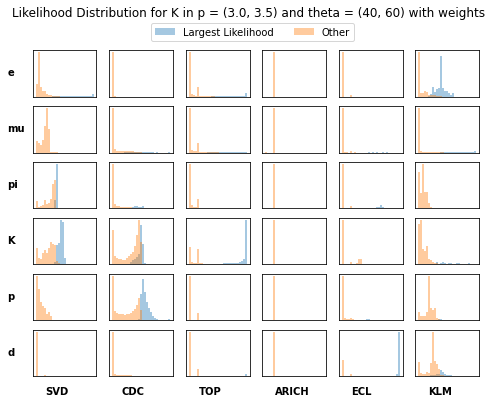 Likelihood Distribution for K in p = (3.0, 3.5) and theta = (40, 60) with weights
Largest Likelihood Other
e
mu
pi
K
p
d
SVD CDC TOP ARICH ECL KLM